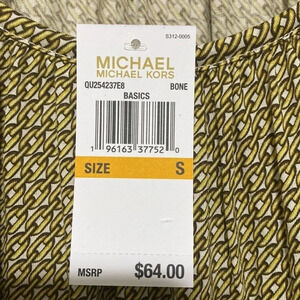 S312-0005
MICHAEL
MICHAEL KORS
QU254237E8 BONE
BASICS
1 96163 37752 0
SIZE S
MSRP $64.00